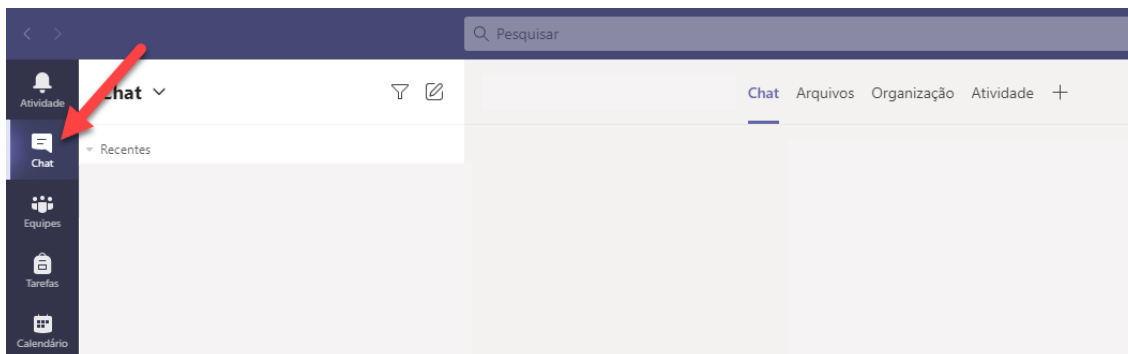 Pesquisar
Atividade
Chat
Chat Arquivos Organização Atividade
Chat
Recentes
Equipes
Tarefas
Calendário